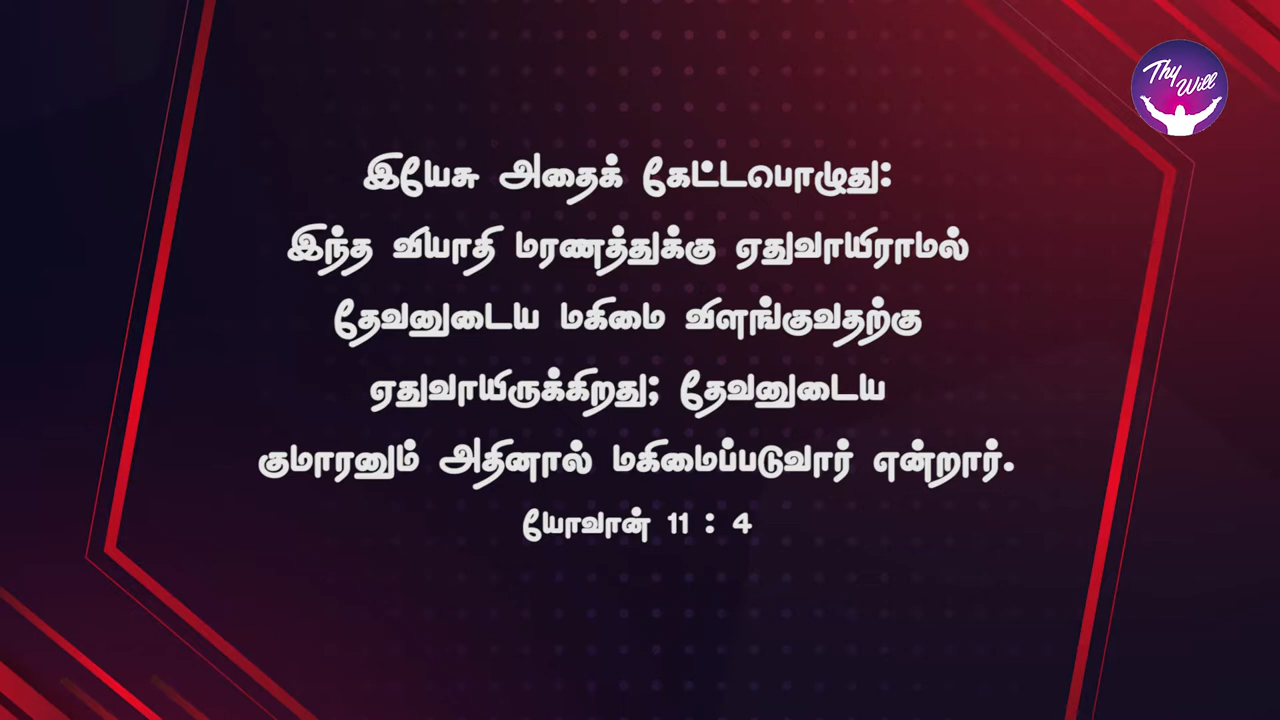 Thy Will
இயேசு அதைக் கேட்டபொழுது:
இந்த வியாதி மரணத்துக்கு ஏதுவாயிராமல்
தேவனுடைய மகிமை விளங்குவதற்கு
ஏதுவாயிருக்கிறது; தேவனுடைய
குமாரனும் அதினால் மகிமைப்படுவார் என்றார்.
யோவான் 11 : 4